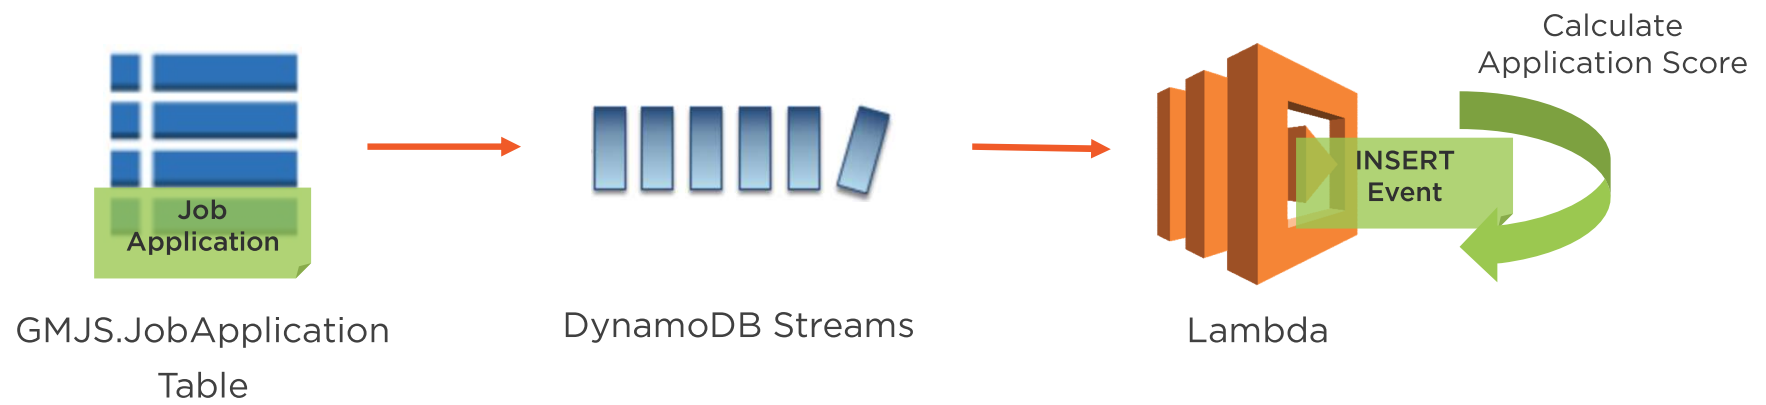 Job
Application
GMJS.JobApplication
Table
DynamoDB Streams
INSERT
Event
Lambda
Calculate
Application Score